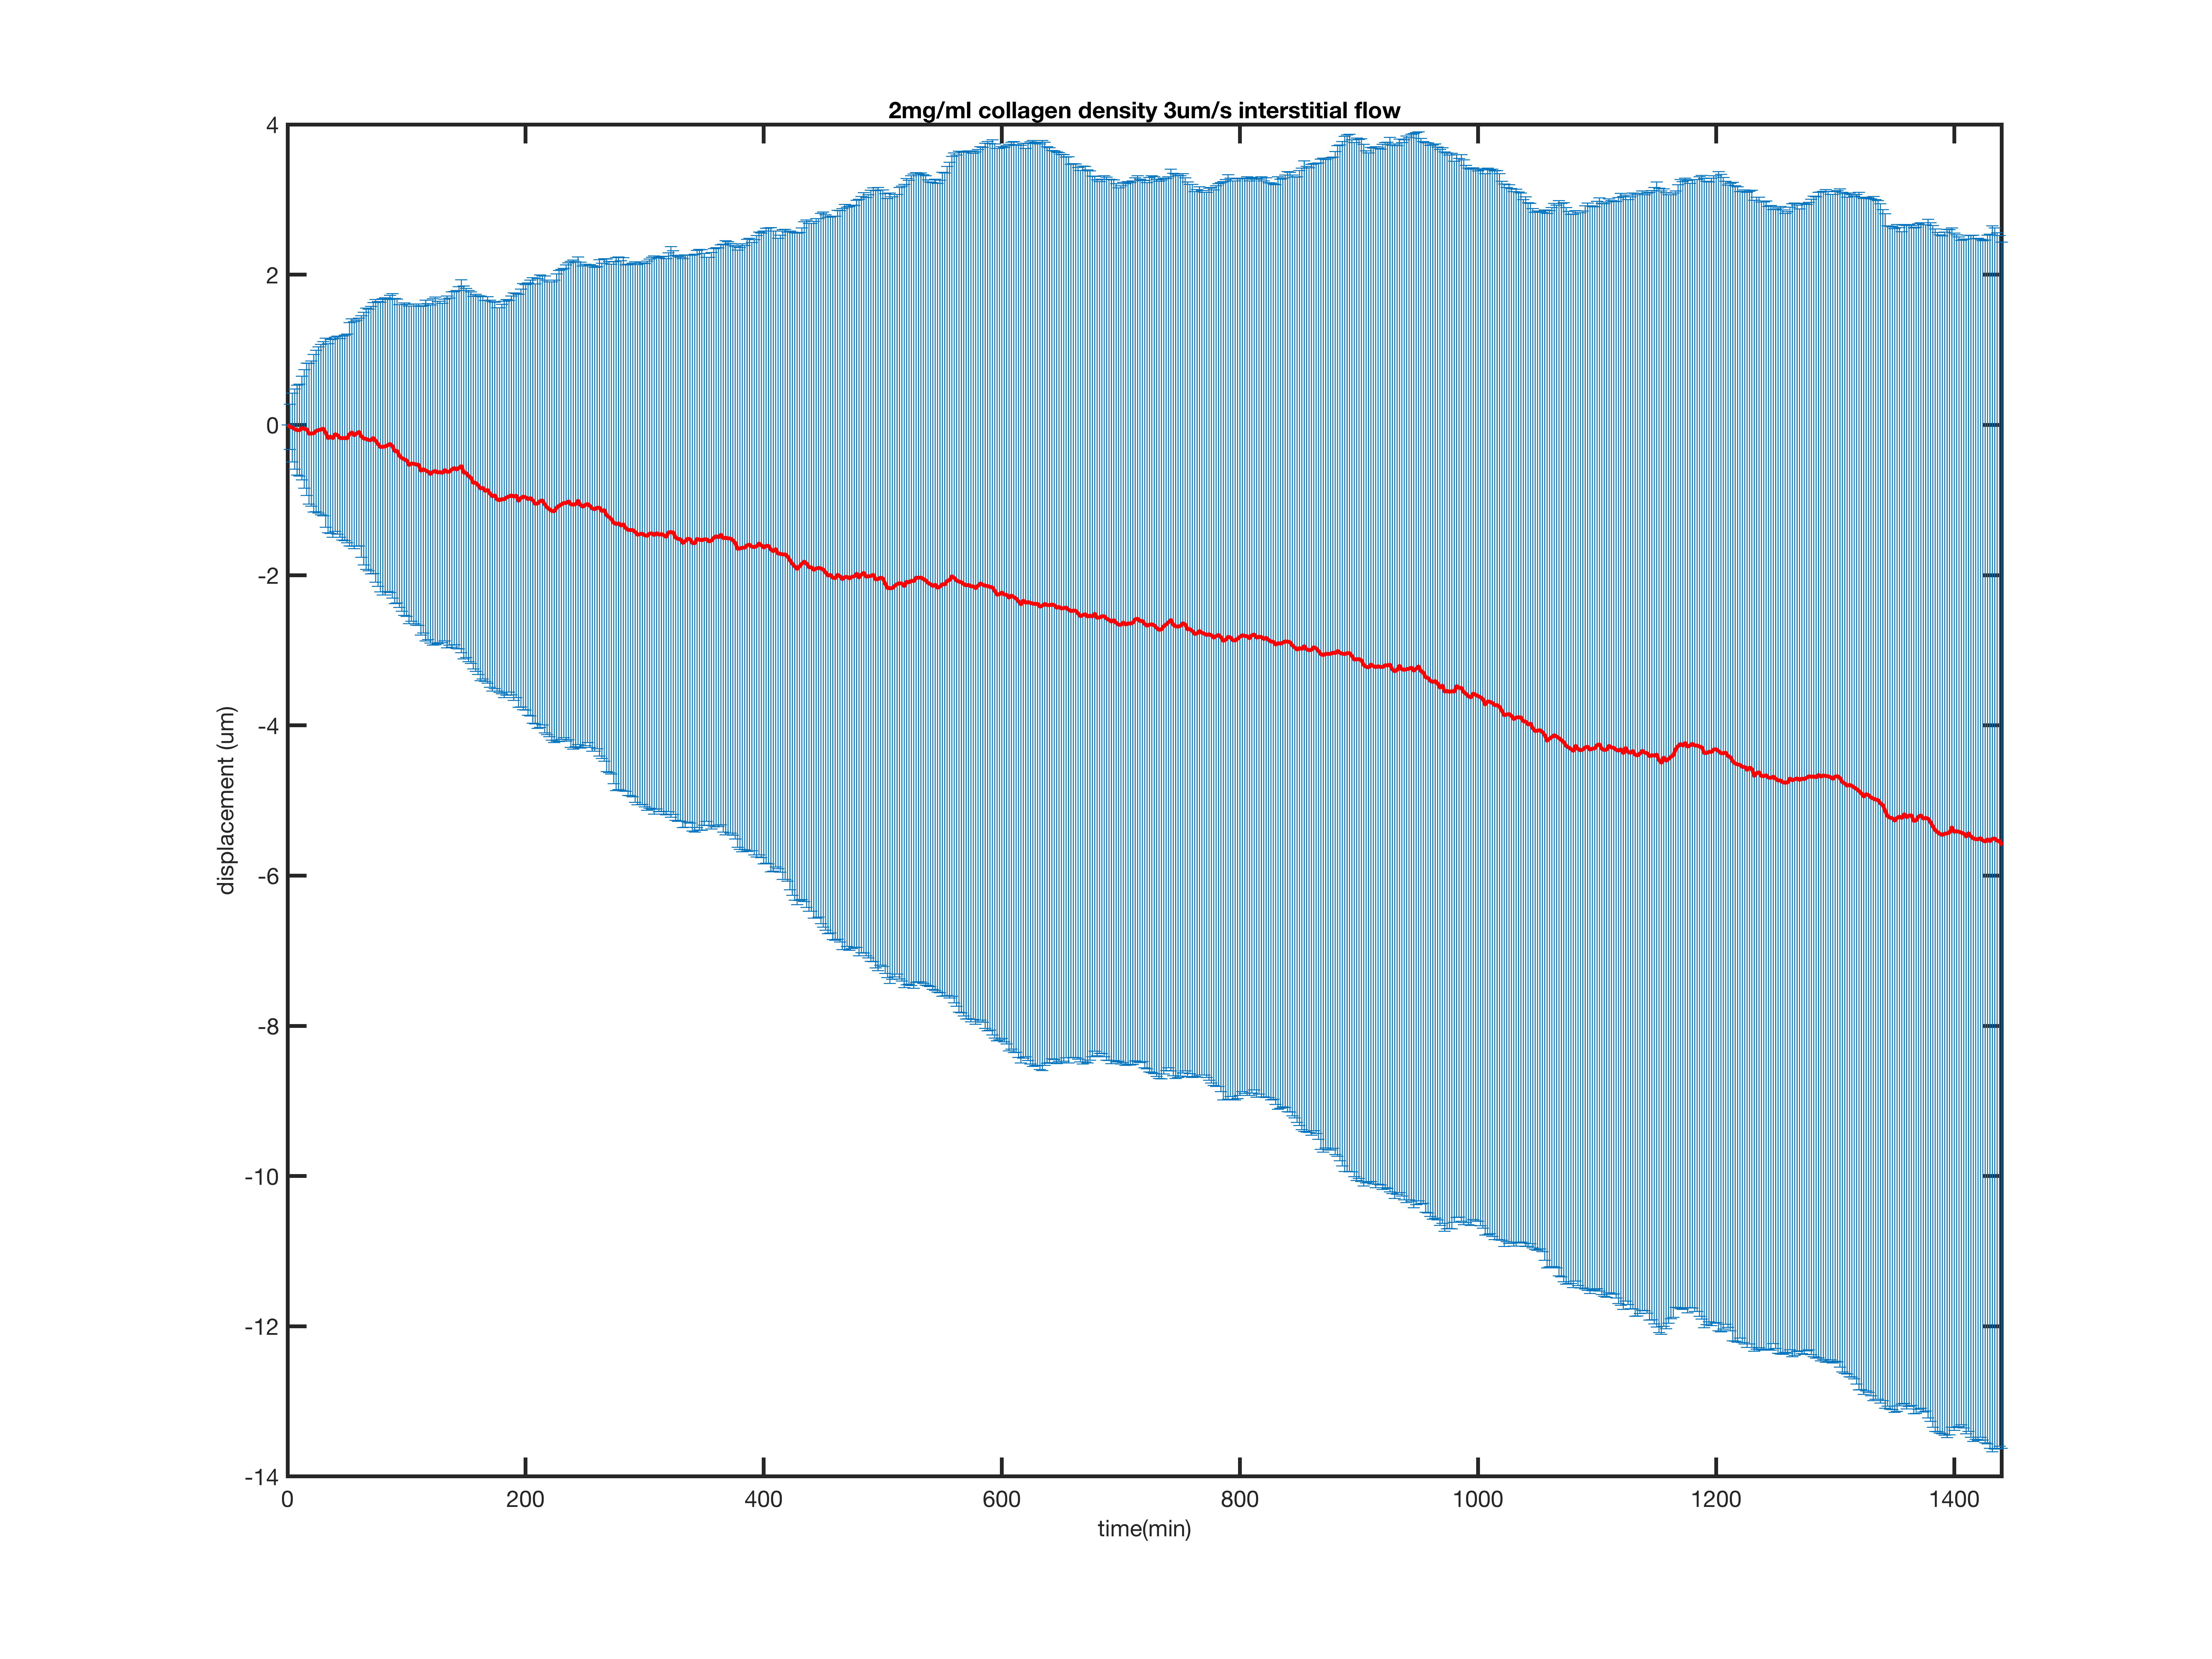 2mg/ml collagen density 3um/s interstitial flow
4
2
0
-2
-4
-6
-8
-10
-12
-14
displacement (um)
0 200 400 600 800 1000 1200 1400
time(min)